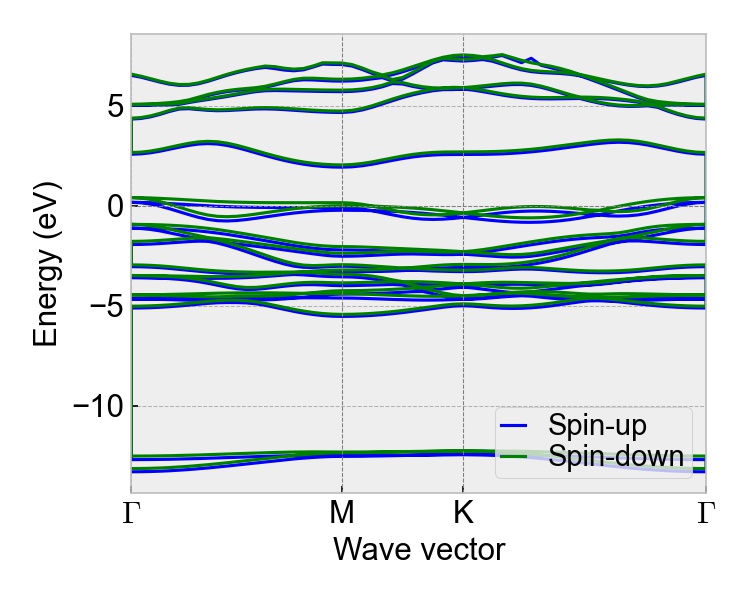 Energy (eV)
5
0
−5
−10
Spin-up
Spin-down
Γ M K Γ
Wave vector